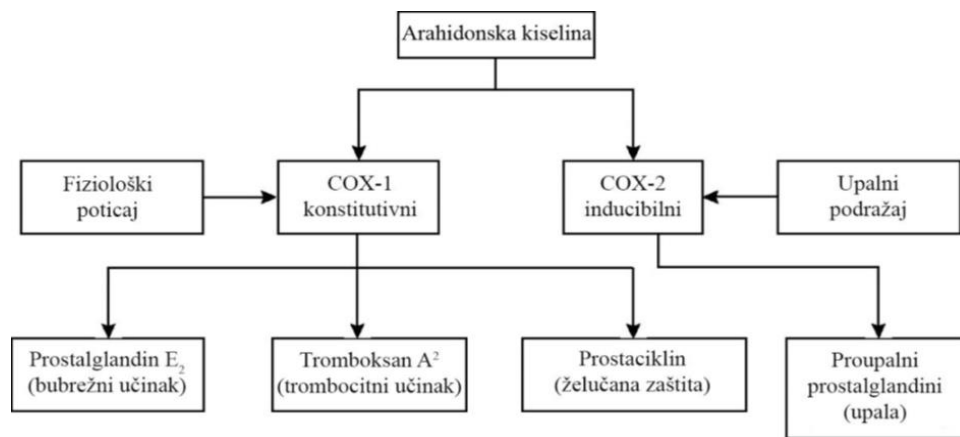 Arahidonska kiselina
Fiziološki
poticaj
COX-1
konstitutivni
COX-2
inducibilni
Upalni
podražaj
Prostalglandin E₂
(bubrežni učinak)
Tromboksan A²
(trombocitni učinak)
Prostaciklin
(želučana zaštita)
Proupalni
prostalglandini
(upala)